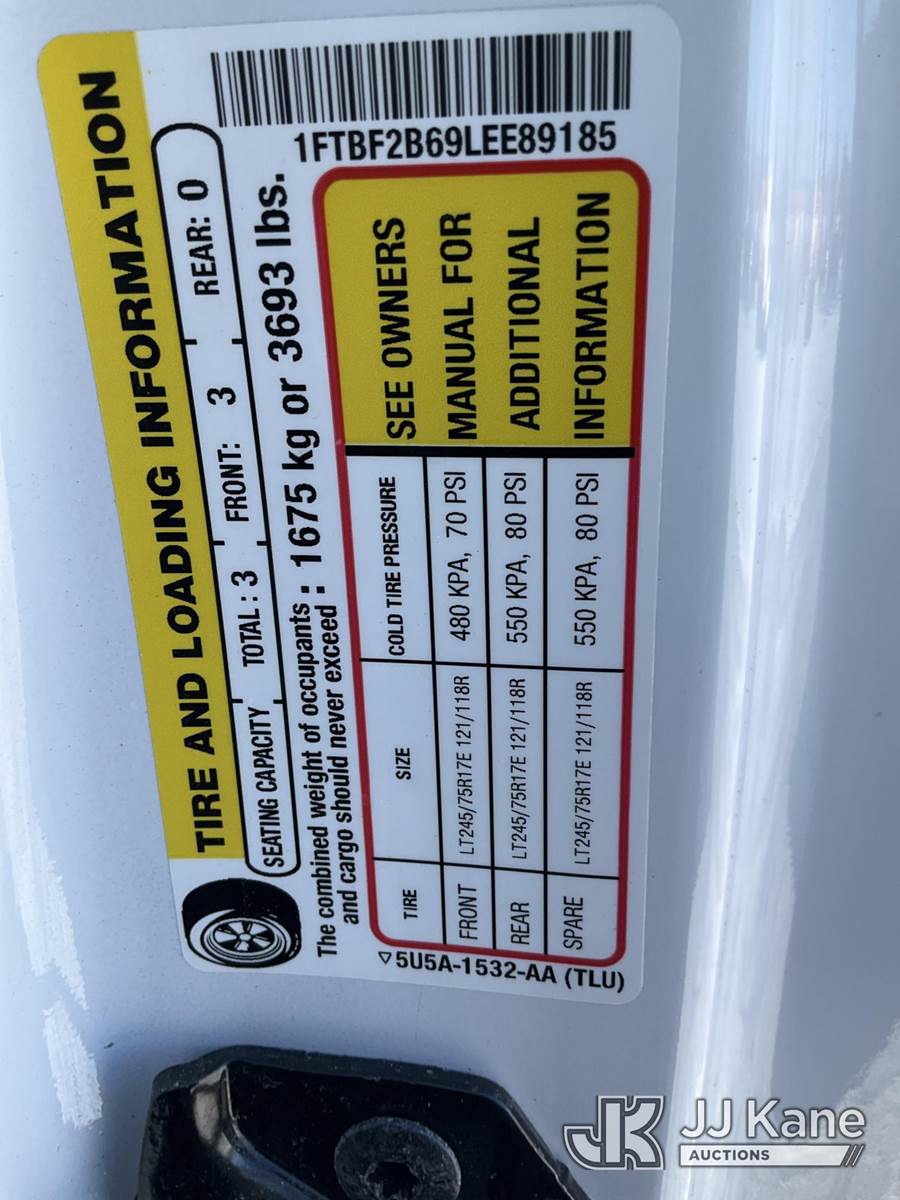 TIRE AND LOADING INFORMATION
SEATING CAPACITY TOTAL : 3 FRONT: 3 REAR: 0
The combined weight of occupants and cargo should never exceed : 1675 kg or 3693 lbs.
1FTBF2B69LEE89185
TIRE SIZE COLD TIRE PRESSURE
FRONT LT245/75R17E 121/118R 480 KPA, 70 PSI
REAR LT245/75R17E 121/118R 550 KPA, 80 PSI
SPARE LT245/75R17E 121/118R 550 KPA, 80 PSI
SEE OWNERS
MANUAL FOR
ADDITIONAL
INFORMATION
5U5A-1532-AA (TLU)
JK JJ Kane
AUCTIONS